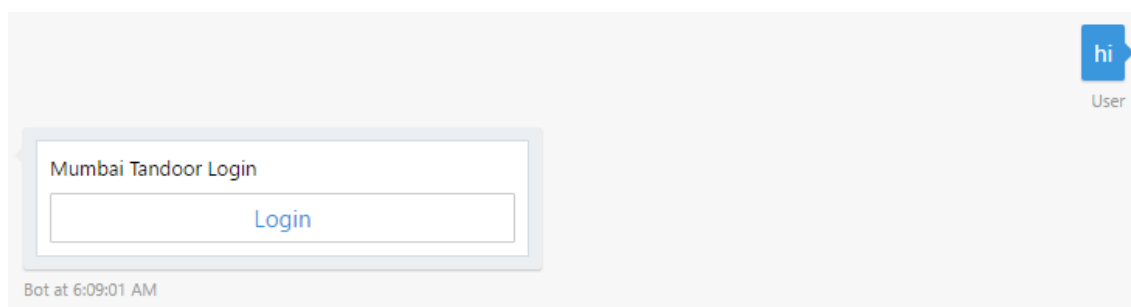 hi
User
Mumbai Tandoor Login
Login
Bot at 6:09:01 AM